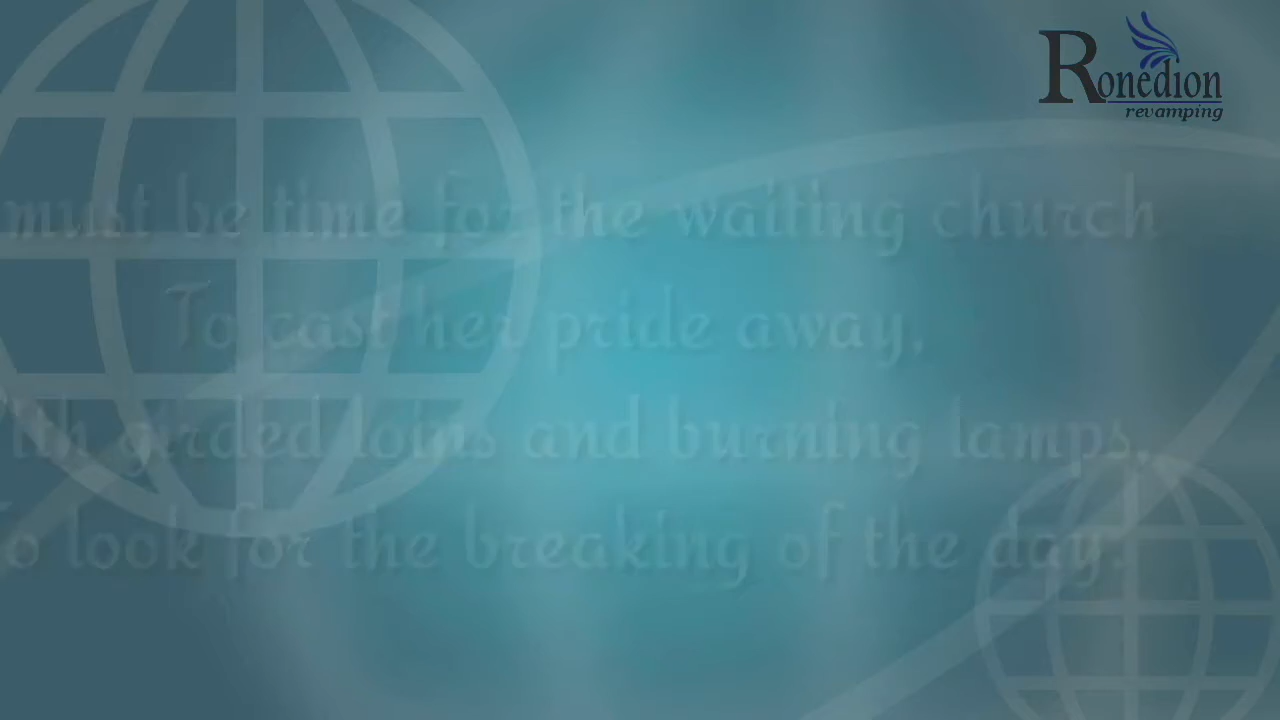 Ronedion
revamping
must be time for the waiting church
To cast her pride away,
girded loins and burning lamps,
To look for the breaking of the day.